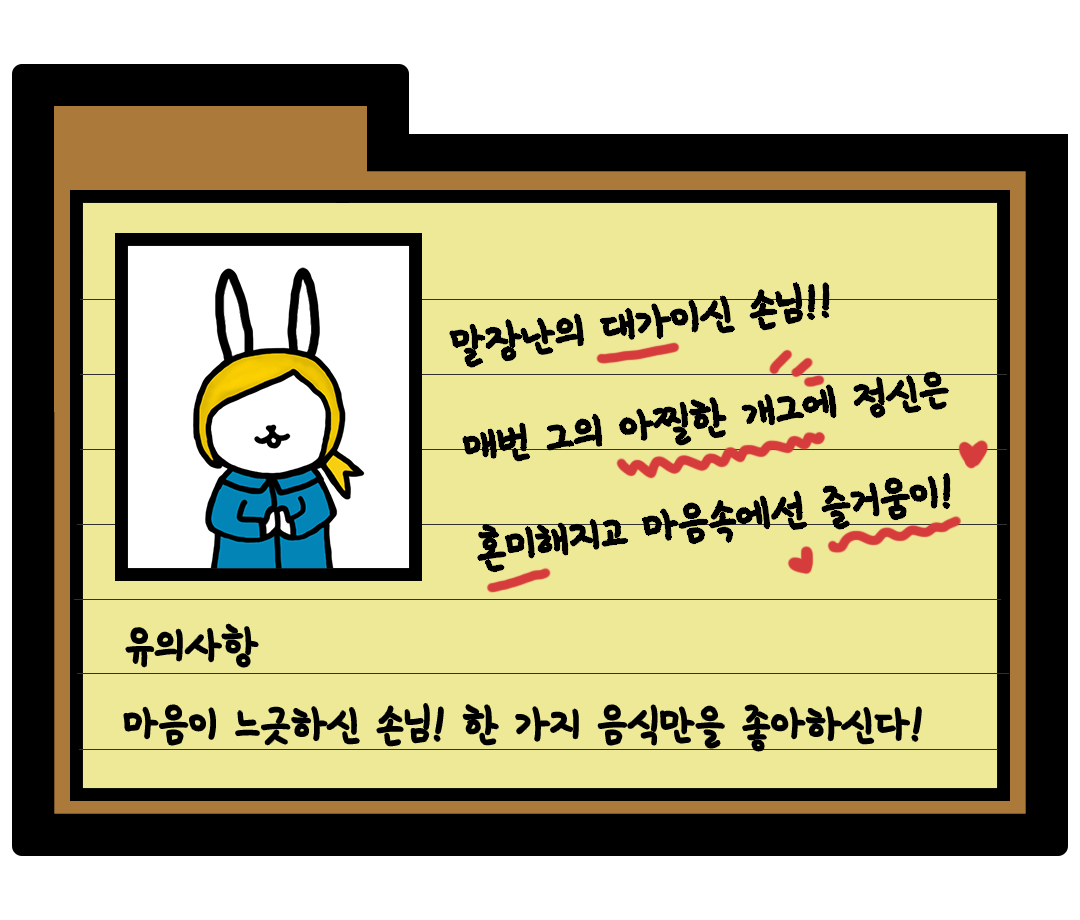 말장난의 대가이신 손님!!
매번 그의 아찔한 개그에 정신은
혼미해지고 마음속에선 즐거움이!
유의사항
마음이 느긋하신 손님! 한 가지 음식만을 좋아하신다!